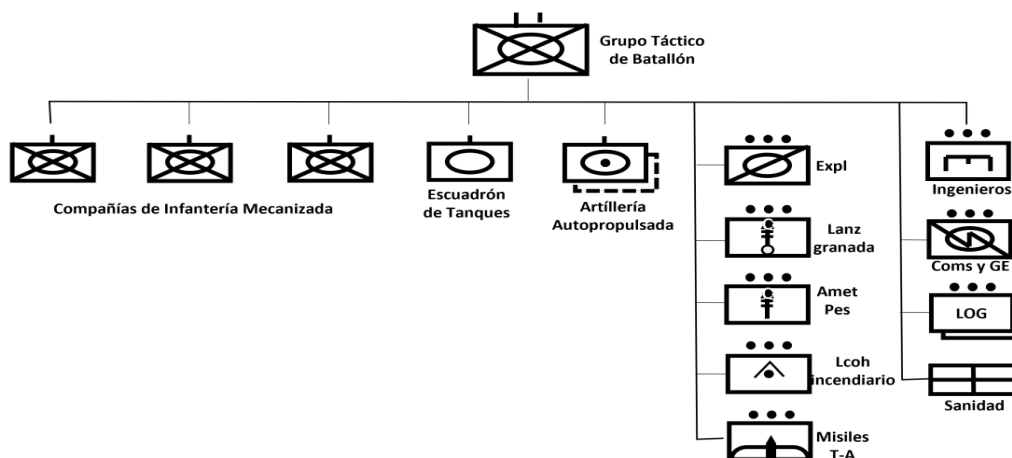 Grupo Táctico
de Batallón
Compañías de Infantería Mecanizada
Escuadrón
de Tanques
Artíllería
Autopropulsada
Expl
Lanz
granada
Amet
Pes
Lcoh
incendiario
Misiles
T-A
Ingenieros
Coms y GE
LOG
Sanidad